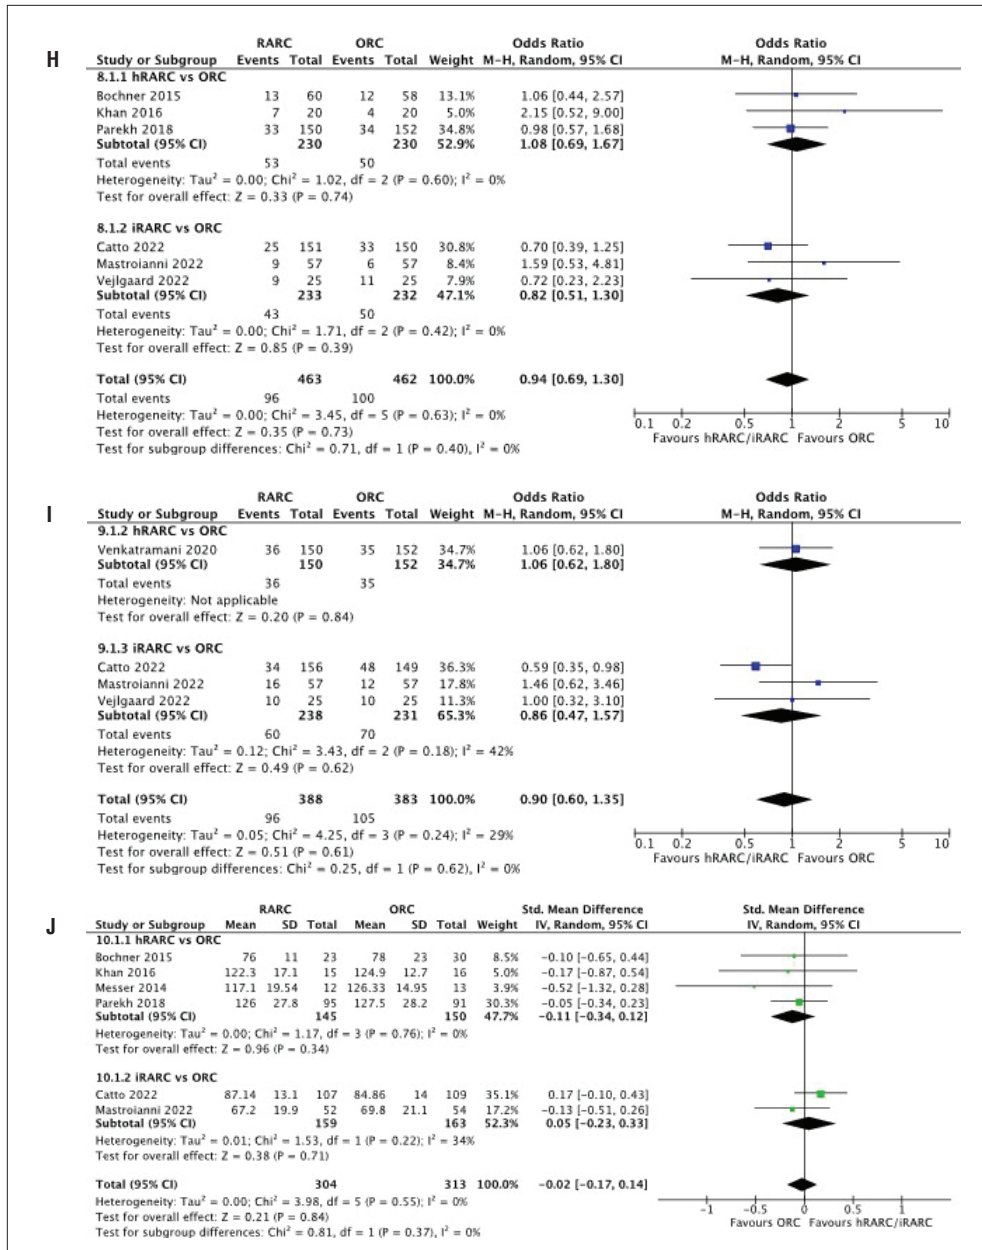 H
RARC ORC Odds Ratio Odds Ratio
Study or Subgroup Events Total Events Total Weight M-H, Random, 95% CI M-H, Random, 95% CI
8.1.1 hRARC vs ORC
Bochner 2015 13 60 12 58 13.1% 1.06 [0.44, 2.57]
Khan 2016 7 20 4 20 5.0% 2.15 [0.52, 9.00]
Parekh 2018 33 150 34 152 34.8% 0.98 [0.57, 1.68]
Subtotal (95% CI) 230 230 52.9% 1.08 [0.69, 1.67]
Total events 53 50
Heterogeneity: Tau² = 0.00; Chi² = 1.02, df = 2 (P = 0.60); I² = 0%
Test for overall effect: Z = 0.33 (P = 0.74)
8.1.2 iRARC vs ORC
Catto 2022 25 151 33 150 30.8% 0.70 [0.39, 1.25]
Mastroianni 2022 9 57 6 57 8.4% 1.59 [0.53, 4.81]
Vejlgaard 2022 9 25 11 25 7.9% 0.72 [0.23, 2.23]
Subtotal (95% CI) 233 232 47.1% 0.82 [0.51, 1.30]
Total events 43 50
Heterogeneity: Tau² = 0.00; Chi² = 1.71, df = 2 (P = 0.42); I² = 0%
Test for overall effect: Z = 0.85 (P = 0.39)
Total (95% CI) 463 462 100.0% 0.94 [0.69, 1.30]
Total events 96 100
Heterogeneity: Tau² = 0.00; Chi² = 3.45, df = 5 (P = 0.63); I² = 0%
Test for overall effect: Z = 0.35 (P = 0.73)
Test for subgroup differences: Chi² = 0.71, df = 1 (P = 0.40), I² = 0%
0.1 0.2 0.5 1 2 5 10
Favours hRARC/iRARC Favours ORC
I
RARC ORC Odds Ratio Odds Ratio
Study or Subgroup Events Total Events Total Weight M-H, Random, 95% CI M-H, Random, 95% CI
9.1.2 hRARC vs ORC
Venkatramani 2020 36 150 35 152 34.7% 1.06 [0.62, 1.80]
Subtotal (95% CI) 150 152 34.7% 1.06 [0.62, 1.80]
Total events 36 35
Heterogeneity: Not applicable
Test for overall effect: Z = 0.20 (P = 0.84)
9.1.3 iRARC vs ORC
Catto 2022 34 156 48 149 36.3% 0.59 [0.35, 0.98]
Mastroianni 2022 16 57 12 57 17.8% 1.46 [0.62, 3.46]
Vejlgaard 2022 10 25 10 25 11.3% 1.00 [0.32, 3.10]
Subtotal (95% CI) 238 231 65.3% 0.86 [0.47, 1.57]
Total events 60 70
Heterogeneity: Tau² = 0.12; Chi² = 3.43, df = 2 (P = 0.18); I² = 42%
Test for overall effect: Z = 0.49 (P = 0.62)
Total (95% CI) 388 383 100.0% 0.90 [0.60, 1.35]
Total events 96 105
Heterogeneity: Tau² = 0.05; Chi² = 4.25, df = 3 (P = 0.24); I² = 29%
Test for overall effect: Z = 0.51 (P = 0.61)
Test for subgroup differences: Chi² = 0.25, df = 1 (P = 0.62), I² = 0%
0.1 0.2 0.5 1 2 5 10
Favours hRARC/iRARC Favours ORC
J
RARC ORC Std. Mean Difference Std. Mean Difference
Study or Subgroup Mean SD Total Mean SD Total Weight IV, Random, 95% CI IV, Random, 95% CI
10.1.1 hRARC vs ORC
Bochner 2015 76 11 23 78 23 30 8.5% -0.10 [-0.65, 0.44]
Khan 2016 122.3 17.1 15 124.9 12.7 16 5.0% -0.17 [-0.87, 0.54]
Messer 2014 117.1 19.54 12 126.33 14.95 13 3.9% -0.52 [-1.32, 0.28]
Parekh 2018 126 27.8 95 127.5 28.2 91 30.3% -0.05 [-0.34, 0.23]
Subtotal (95% CI) 145 150 47.7% -0.11 [-0.34, 0.12]
Heterogeneity: Tau² = 0.00; Chi² = 1.17, df = 3 (P = 0.76); I² = 0%
Test for overall effect: Z = 0.96 (P = 0.34)
10.1.2 iRARC vs ORC
Catto 2022 87.14 13.1 107 84.86 14 109 35.1% 0.17 [-0.10, 0.43]
Mastroianni 2022 67.2 19.9 52 69.8 21.1 54 17.2% -0.13 [-0.51, 0.26]
Subtotal (95% CI) 159 163 52.3% 0.05 [-0.23, 0.33]
Heterogeneity: Tau² = 0.01; Chi² = 1.53, df = 1 (P = 0.22); I² = 34%
Test for overall effect: Z = 0.38 (P = 0.71)
Total (95% CI) 304 313 100.0% -0.02 [-0.17, 0.14]
Heterogeneity: Tau² = 0.00; Chi² = 3.98, df = 5 (P = 0.55); I² = 0%
Test for overall effect: Z = 0.21 (P = 0.84)
Test for subgroup differences: Chi² = 0.81, df = 1 (P = 0.37), I² = 0%
-1 -0.5 0 0.5 1
Favours ORC Favours hRARC/iRARC